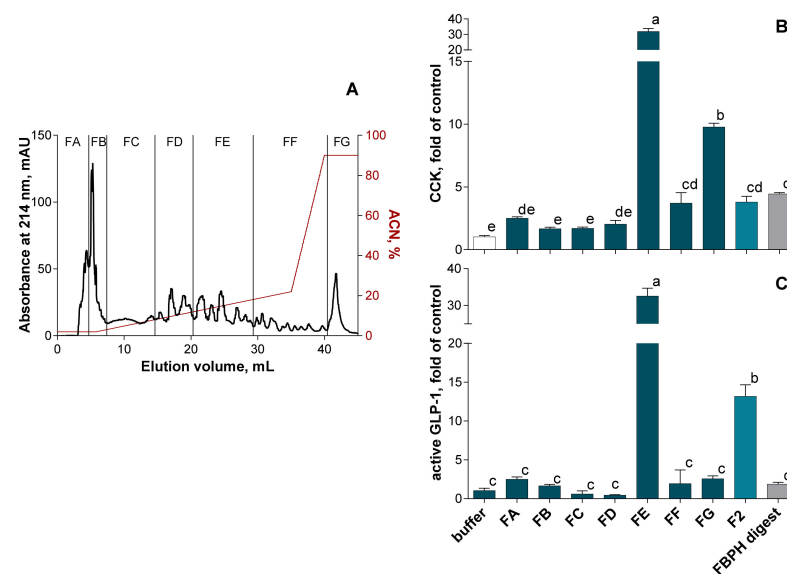 A
FA FB FC FD FE FF FG
150
100
50
0
Absorbance at 214 nm, mAU
100
80
60
40
20
0
ACN, %
0 10 20 30 40
Elution volume, mL
B
40
30
20
15
10
5
0
CCK, fold of control
e de e e de a cd b cd
C
40
30
20
15
10
5
0
active GLP-1, fold of control
c c c c c a c c b
buffer FA FB FC FD FE FF FG F2 FBPH digest